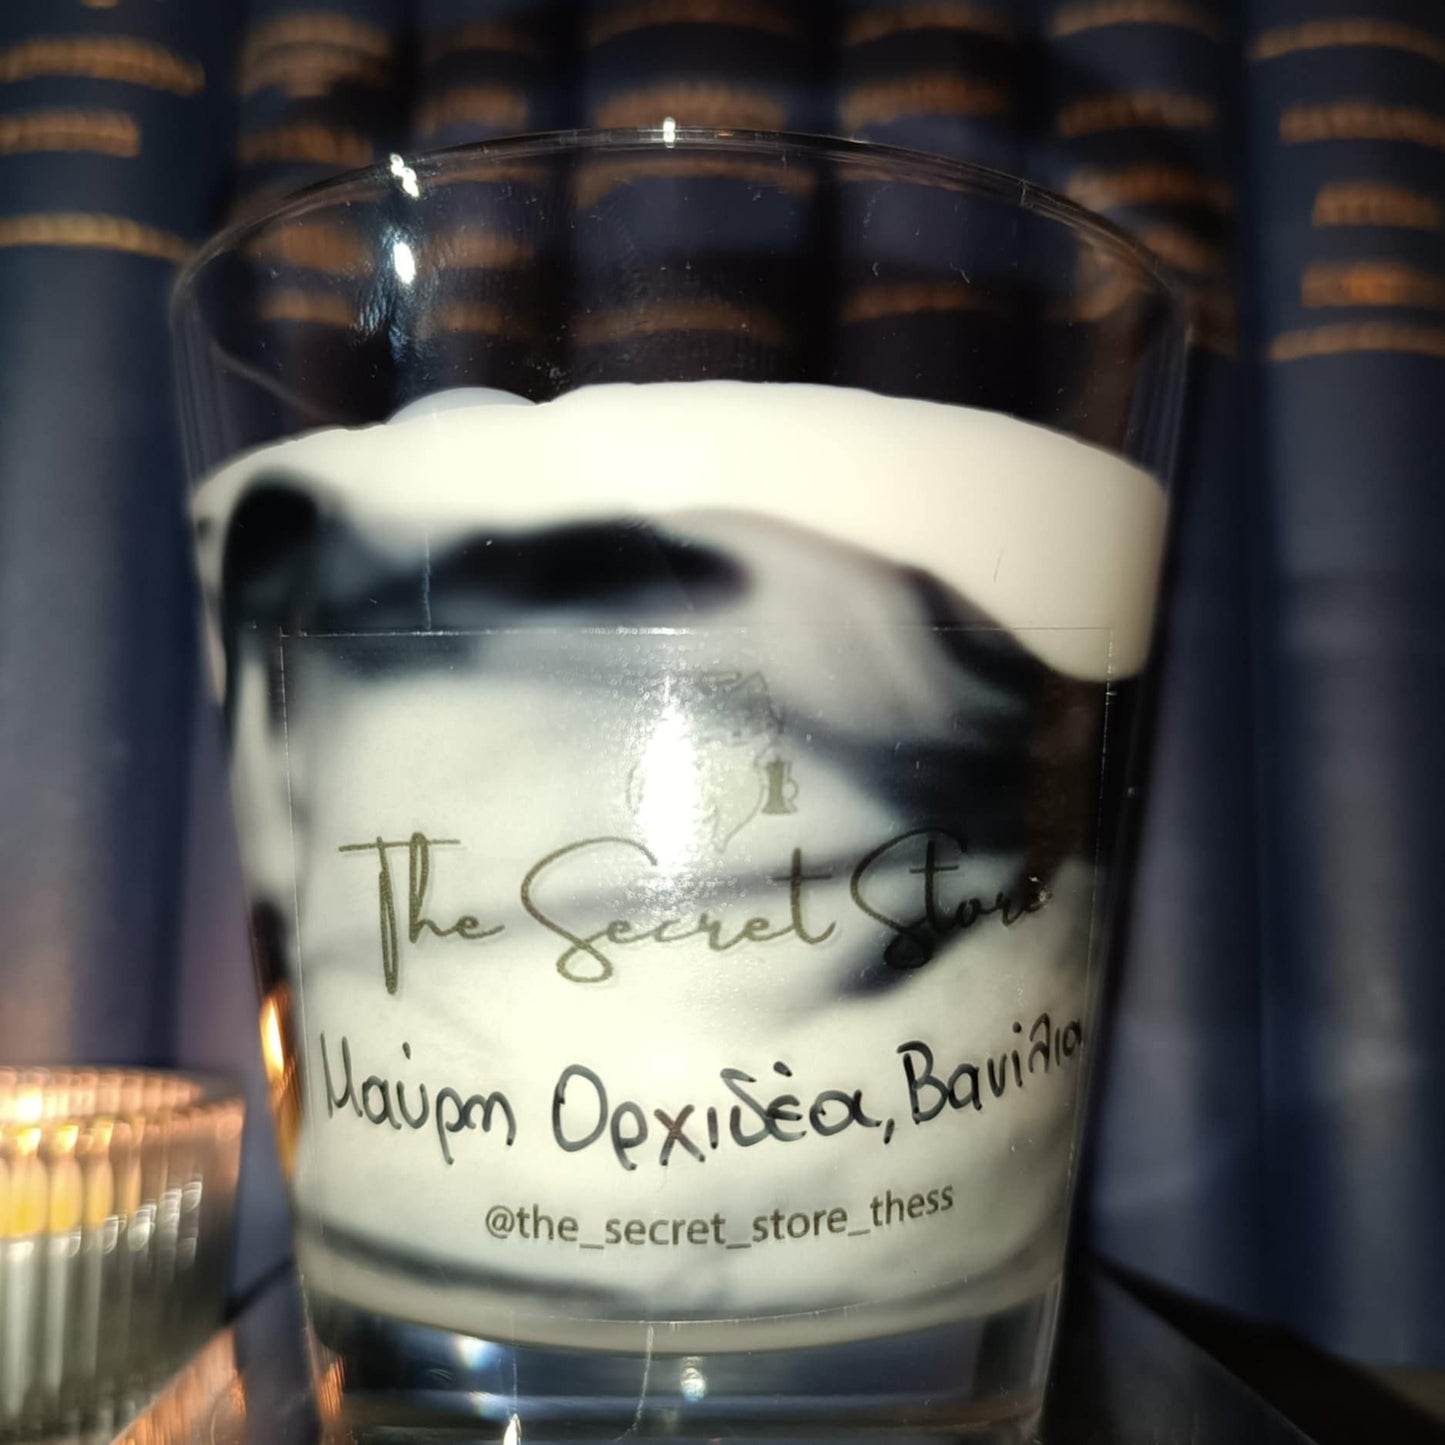 The Secret Store
Μαύρη Ορχιδέα, Βανίλια
@the_secret_store_thess